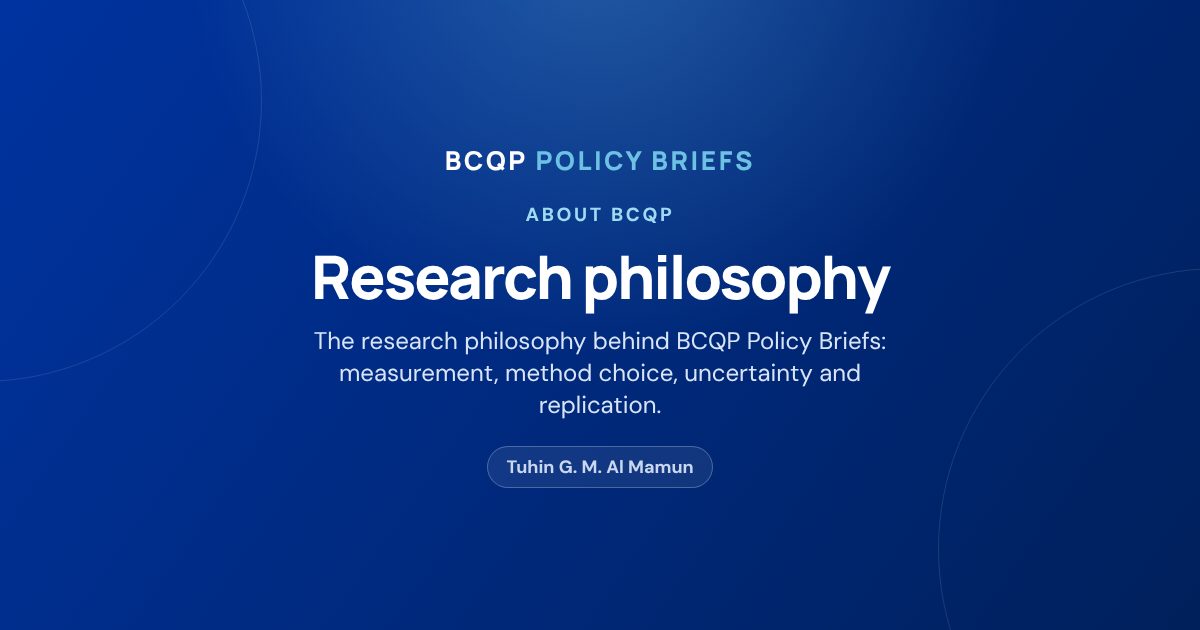 BCQP POLICY BRIEFS
ABOUT BCQP
Research philosophy
The research philosophy behind BCQP Policy Briefs:
measurement, method choice, uncertainty and
replication.
Tuhin G. M. Al Mamun